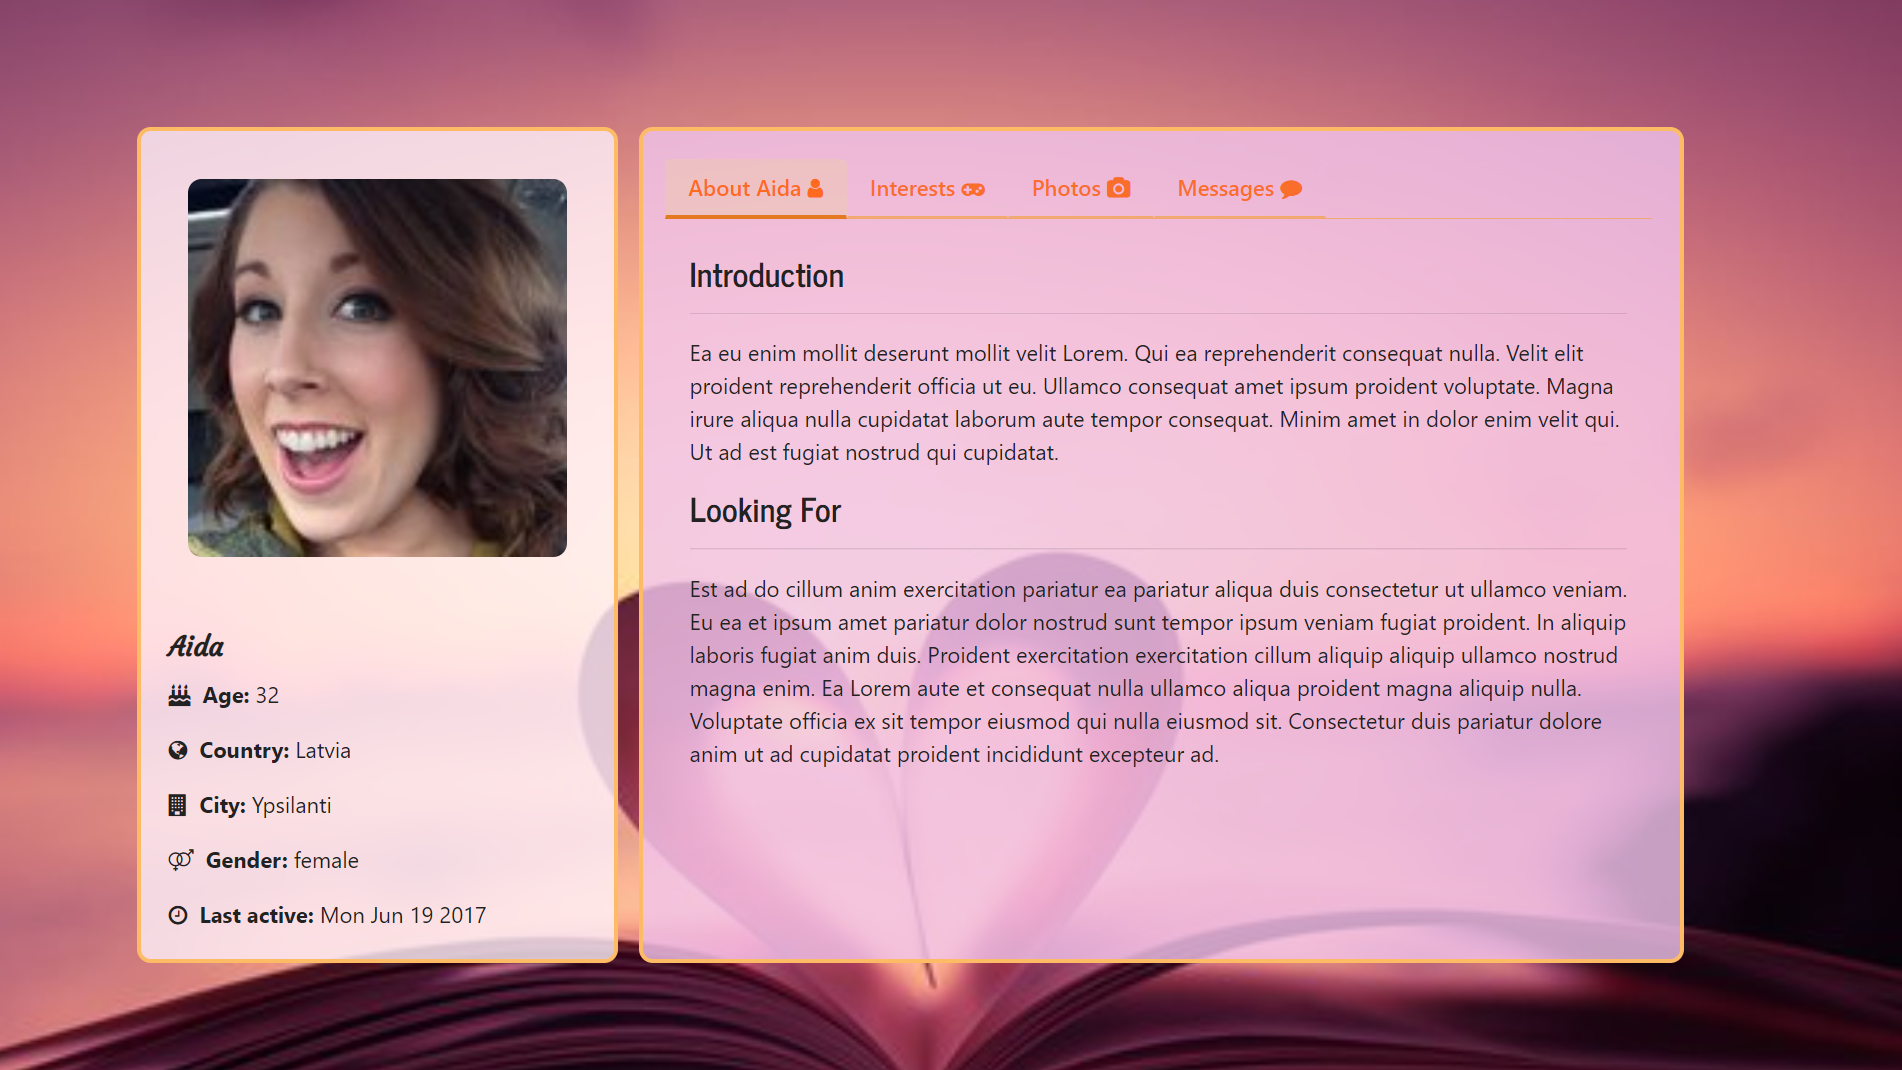 Aida
Age: 32
Country: Latvia
City: Ypsilanti
Gender: female
Last active: Mon Jun 19 2017
About Aida
Interests
Photos
Messages
Introduction
Ea eu enim mollit deserunt mollit velit Lorem. Qui ea reprehenderit consequat nulla. Velit elit
proident reprehenderit officia ut eu. Ullamco consequat amet ipsum proident voluptate. Magna
irure aliqua nulla cupidatat laborum aute tempor consequat. Minim amet in dolor enim velit qui.
Ut ad est fugiat nostrud qui cupidatat.
Looking For
Est ad do cillum anim exercitation pariatur ea pariatur aliqua duis consectetur ut ullamco veniam.
Eu ea et ipsum amet pariatur dolor nostrud sunt tempor ipsum veniam fugiat proident. In aliquip
laboris fugiat anim duis. Proident exercitation exercitation cillum aliquip aliquip ullamco nostrud
magna enim. Ea Lorem aute et consequat nulla ullamco aliqua proident magna aliquip nulla.
Voluptate officia ex sit tempor eiusmod qui nulla eiusmod sit. Consectetur duis pariatur dolore
anim ut ad cupidatat proident incididunt excepteur ad.